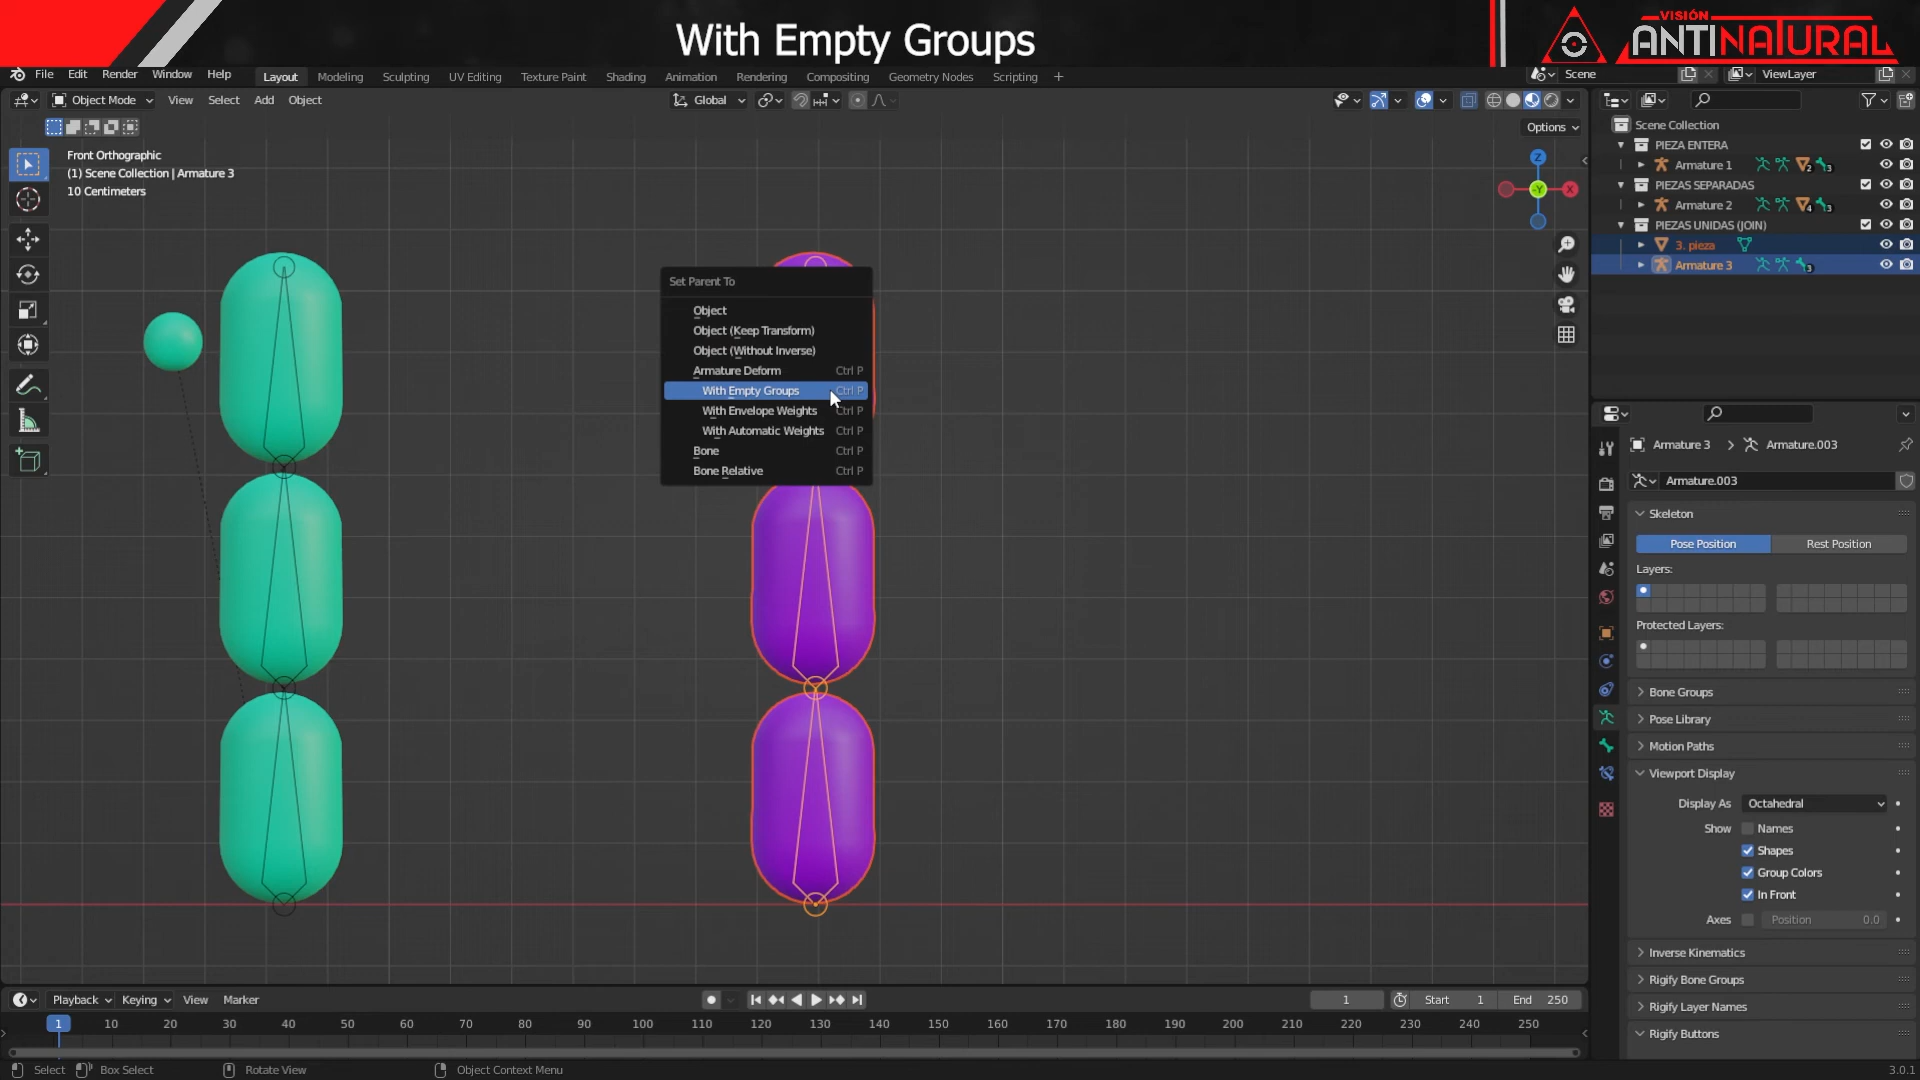 With Empty Groups
VISIÓN
ANTINATURAL
File Edit Render Window Help
Layout Modeling Sculpting UV Editing Texture Paint Shading Animation Rendering Compositing Geometry Nodes Scripting +
Scene
ViewLayer
Object Mode View Select Add Object
Global
Options
Front Orthographic
(1) Scene Collection | Armature 3
10 Centimeters
Z
-Y
X
Set Parent To
Object
Object (Keep Transform)
Object (Without Inverse)
Armature Deform Ctrl P
With Empty Groups Ctrl P
With Envelope Weights Ctrl P
With Automatic Weights Ctrl P
Bone Ctrl P
Bone Relative Ctrl P
Scene Collection
PIEZA ENTERA
Armature 1 2 3
PIEZAS SEPARADAS
Armature 2 4 3
PIEZAS UNIDAS (JOIN)
3. pieza
Armature 3 3
Armature 3 > Armature.003
Armature.003
Skeleton
Pose Position Rest Position
Layers:
Protected Layers:
Bone Groups
Pose Library
Motion Paths
Viewport Display
Display As Octahedral
Show Names
Shapes
Group Colors
In Front
Axes Position 0.0
Inverse Kinematics
Rigify Bone Groups
Rigify Layer Names
Rigify Buttons
Playback Keying View Marker
1 Start 1 End 250
1 10 20 30 40 50 60 70 80 90 100 110 120 130 140 150 160 170 180 190 200 210 220 230 240 250
Select Box Select Rotate View Object Context Menu
3.0.1